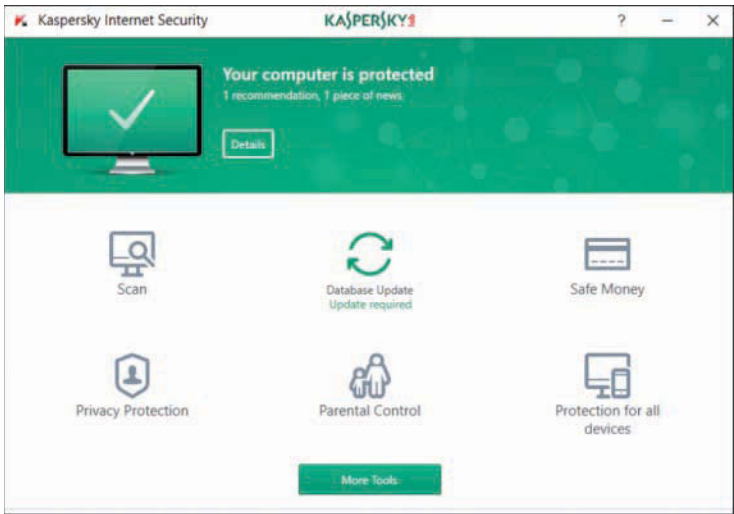 Kaspersky Internet Security
KASPERSKY lab
?
Your computer is protected
1 recommendation, 1 piece of news
Details
Scan
Database Update
Update required
Safe Money
Privacy Protection
Parental Control
Protection for all
devices
More Tools